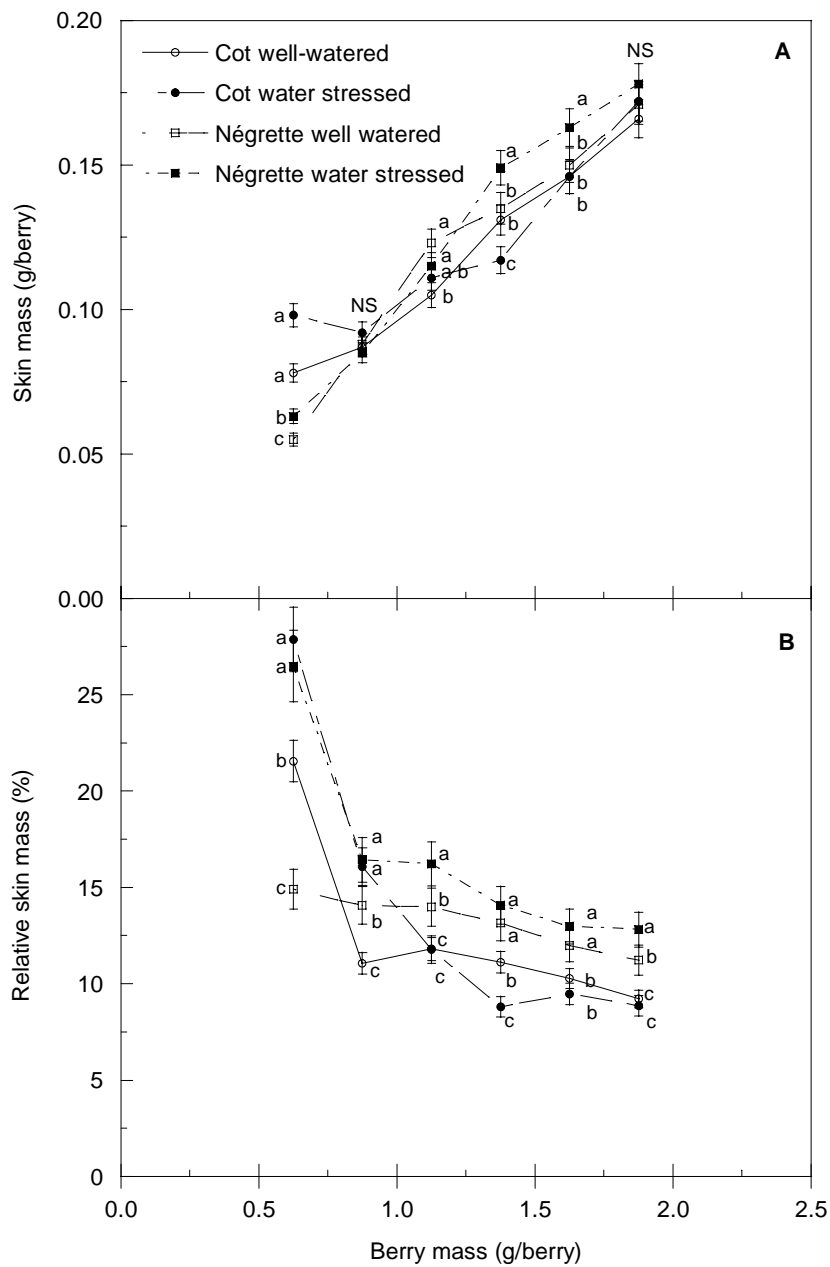 0.20
NS
A
Cot well-watered
Cot water stressed
Négrette well watered
Négrette water stressed
a
a
0.15
a
b
b
a
b
b
a
b
c
NS
a b
b
0.10
a
a
b
c
0.05
Skin mass (g/berry)
0.00
B
a
a
25
b
20
a
a
a
15
c
b
b
a
a
a
a
b
c
c
c
b
b
c
10
c
b
c
5
0
Relative skin mass (%)
0.0
0.5
1.0
1.5
2.0
2.5
Berry mass (g/berry)